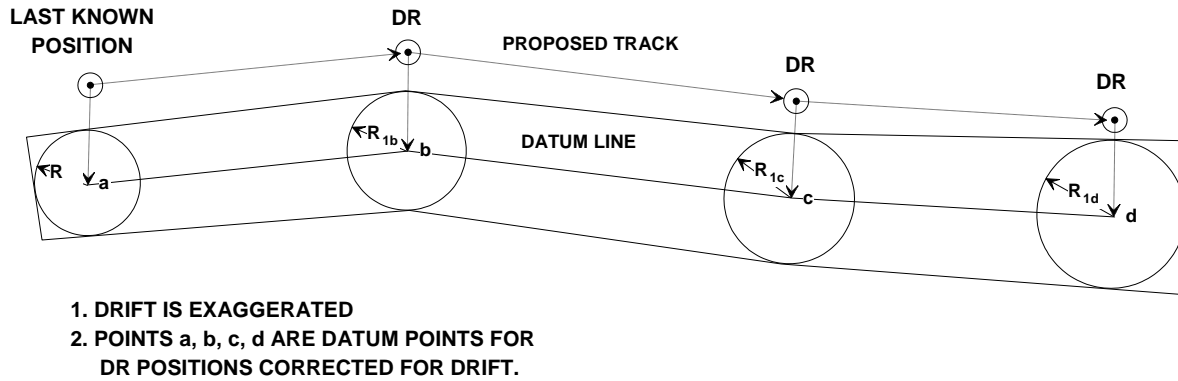 LAST KNOWN
POSITION
DR
PROPOSED TRACK
DR
DR
R
a
R1b
b
DATUM LINE
R1c
c
R1d
d
1. DRIFT IS EXAGGERATED
2. POINTS a, b, c, d ARE DATUM POINTS FOR
DR POSITIONS CORRECTED FOR DRIFT.